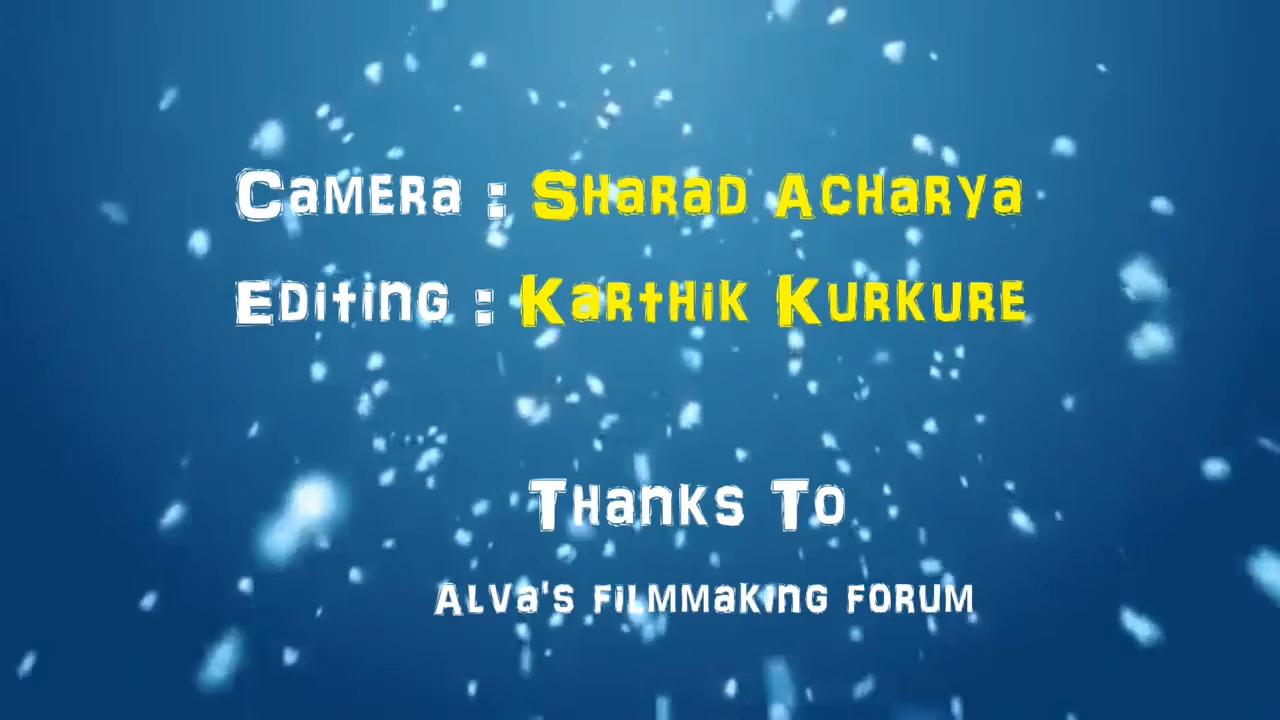 Camera : Sharad Acharya
Editing : Karthik Kurkure
Thanks To
Alva's filmmaking forum